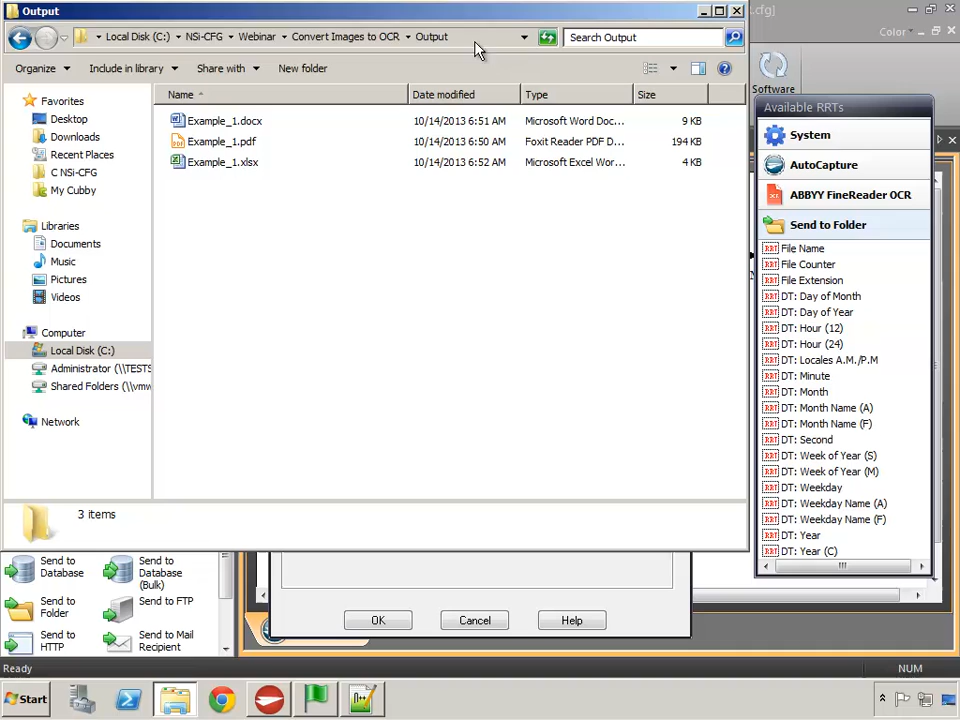 Output
s.cfg)
Local Disk (C:) NSi-CFG Webinar Convert Images to OCR Output
Search Output
Color
Organize Include in library Share with New folder
Software
Name Date modified Type Size
Example_1.docx 10/14/2013 6:51 AM Microsoft Word Doc... 9 KB
Example_1.pdf 10/14/2013 6:50 AM Foxit Reader PDF D... 194 KB
Example_1.xlsx 10/14/2013 6:52 AM Microsoft Excel Wor... 4 KB
Favorites
Desktop
Downloads
Recent Places
C NSi-CFG
My Cubby
Libraries
Documents
Music
Pictures
Videos
Computer
Local Disk (C:)
Administrator (\\TESTS
Shared Folders (\\vmw
Network
3 items
Available RRTs
System
AutoCapture
ABBYY FineReader OCR
Send to Folder
File Name
File Counter
File Extension
DT: Day of Month
DT: Day of Year
DT: Hour (12)
DT: Hour (24)
DT: Locales A.M./P.M
DT: Minute
DT: Month
DT: Month Name (A)
DT: Month Name (F)
DT: Second
DT: Week of Year (S)
DT: Week of Year (M)
DT: Weekday
DT: Weekday Name (A)
DT: Weekday Name (F)
DT: Year
DT: Year (C)
Send to Database
Send to Database (Bulk)
Send to Folder
Send to FTP
Send to HTTP
Send to Mail Recipient
OK Cancel Help
Ready
NUM
Start